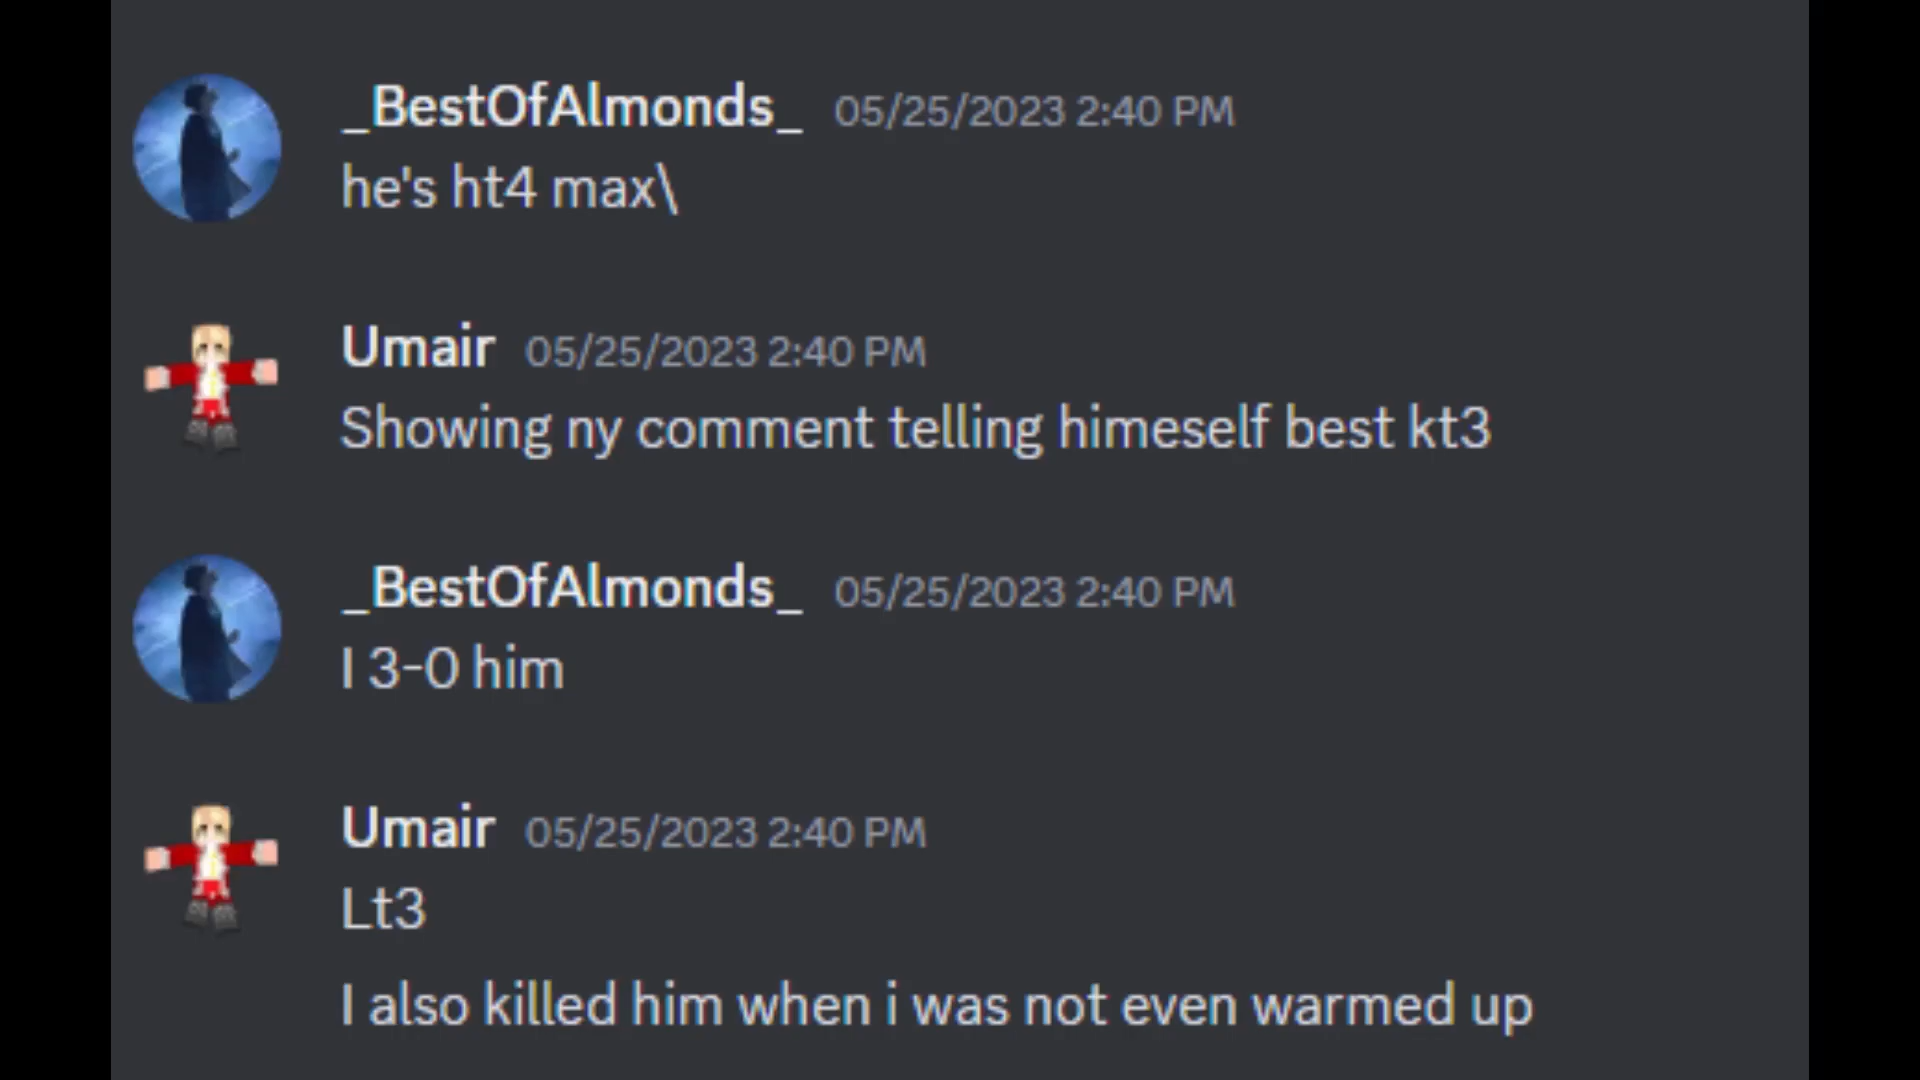 _BestOfAlmonds_ 05/25/2023 2:40 PM
he's ht4 max\
Umair 05/25/2023 2:40 PM
Showing ny comment telling himeself best kt3
_BestOfAlmonds_ 05/25/2023 2:40 PM
I 3-0 him
Umair 05/25/2023 2:40 PM
Lt3
I also killed him when i was not even warmed up